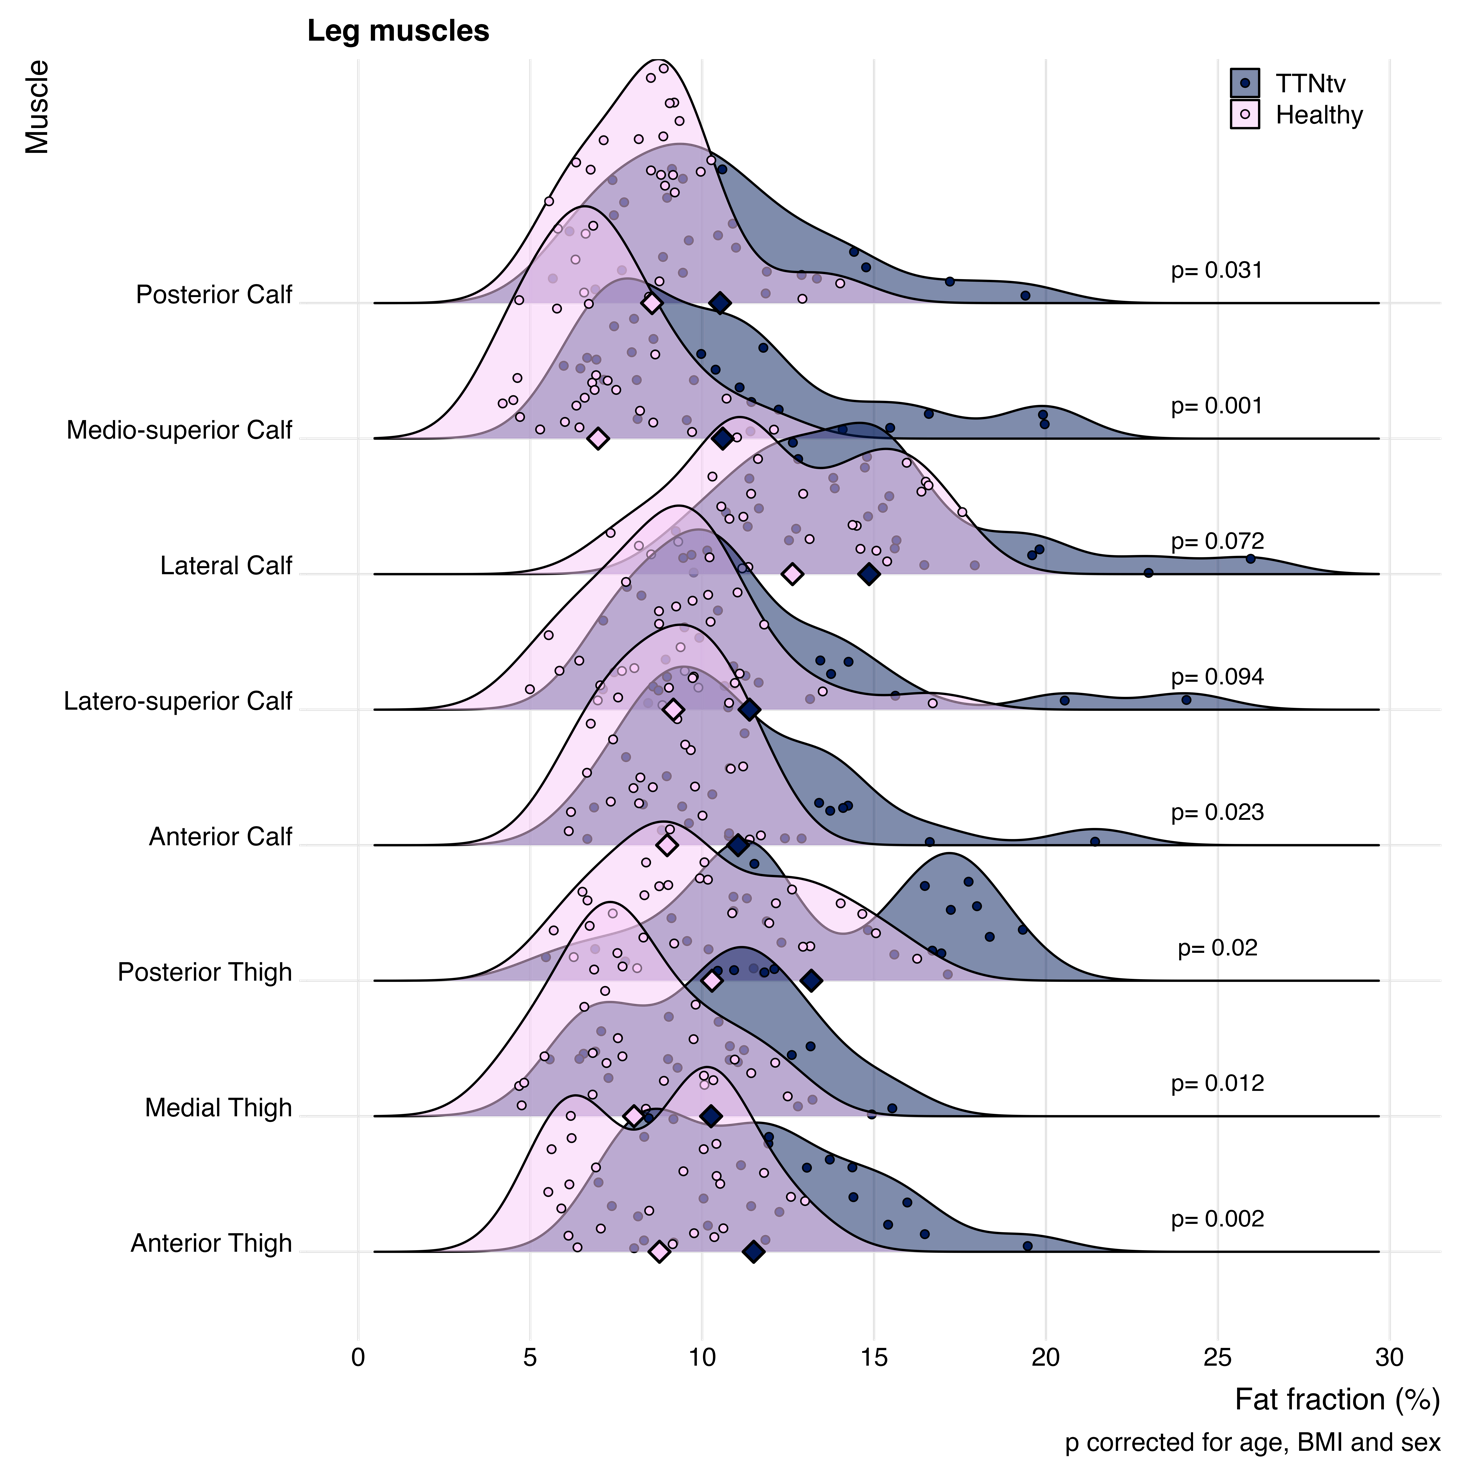 Leg muscles
Muscle
TTNtv
Healthy
Posterior Calf
p= 0.031
Medio-superior Calf
p= 0.001
Lateral Calf
p= 0.072
Latero-superior Calf
p= 0.094
Anterior Calf
p= 0.023
Posterior Thigh
p= 0.02
Medial Thigh
p= 0.012
Anterior Thigh
p= 0.002
0 5 10 15 20 25 30
Fat fraction (%)
p corrected for age, BMI and sex